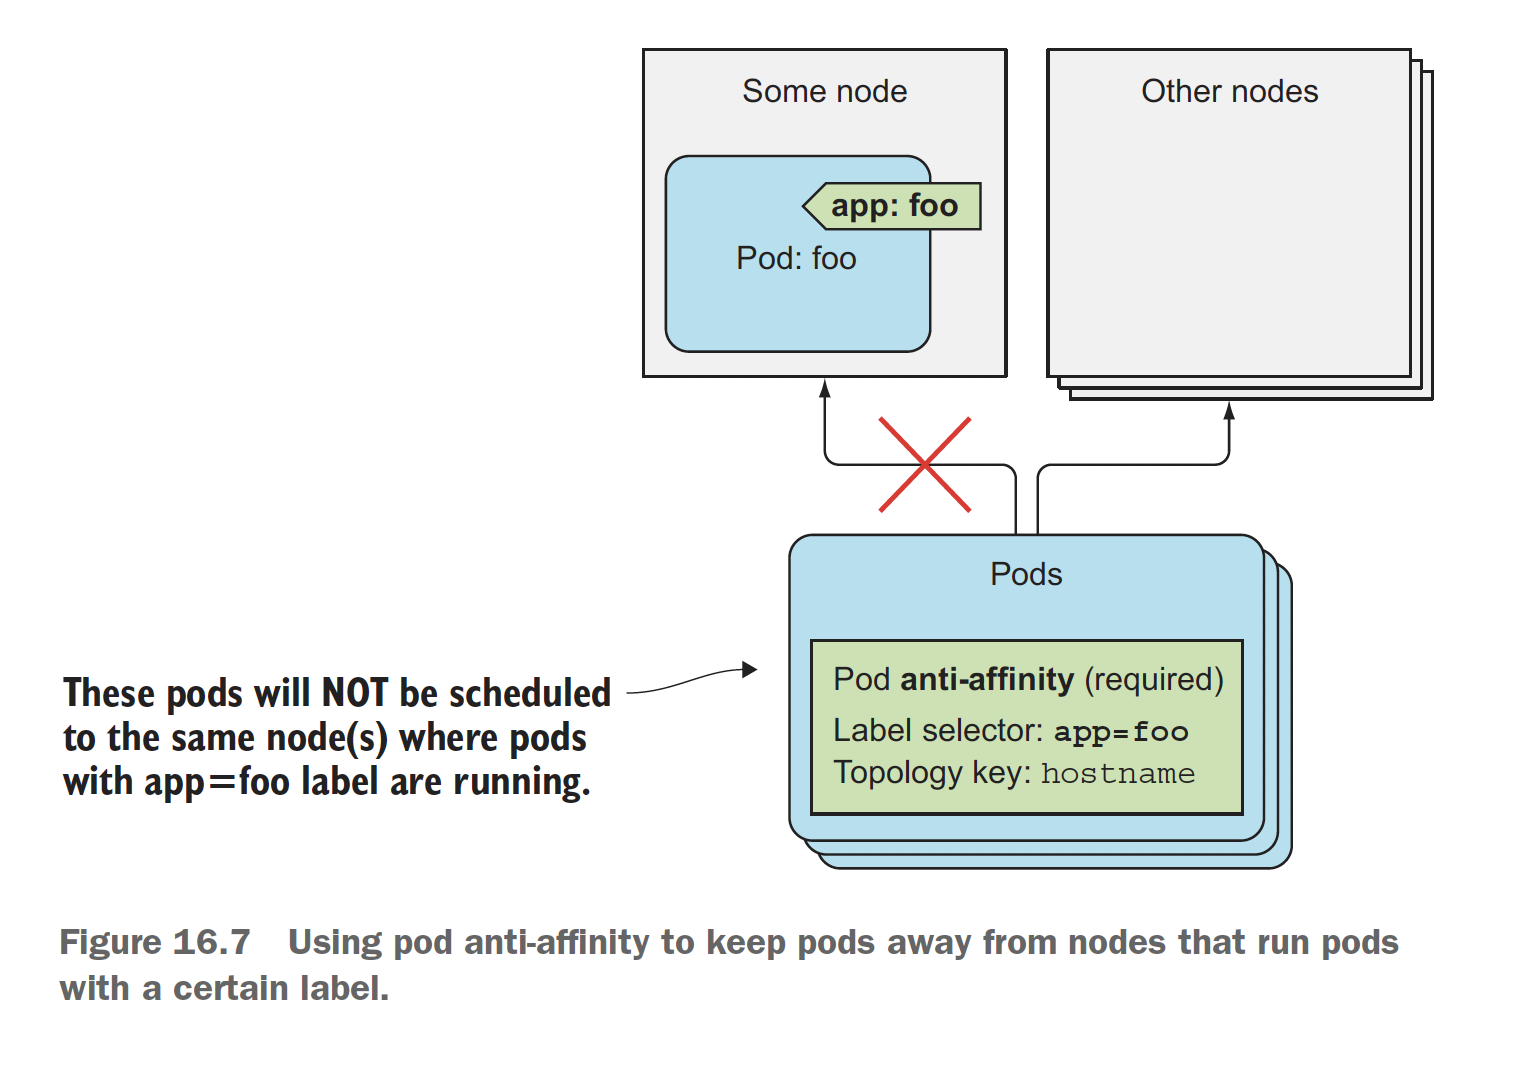 Some node
Other nodes
app: foo
Pod: foo
Pods
Pod anti-affinity (required)
Label selector: app=foo
Topology key: hostname
These pods will NOT be scheduled
to the same node(s) where pods
with app=foo label are running.
Figure 16.7 Using pod anti-affinity to keep pods away from nodes that run pods
with a certain label.